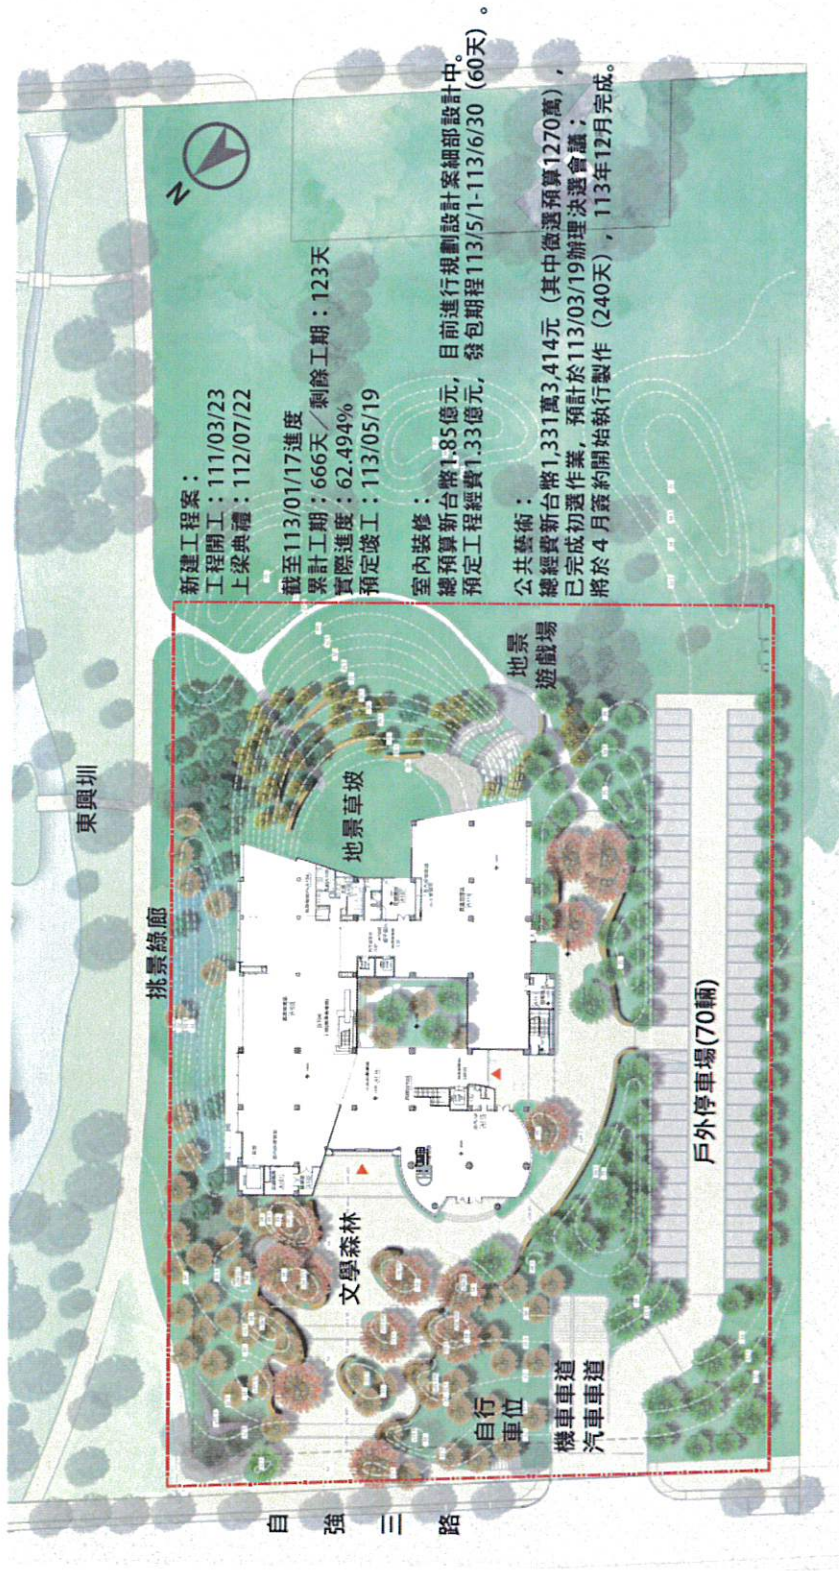 東興圳
挑景綠廊
新建工程案：
工程開工：111/03/23
上梁典禮：112/07/22
截至113/01/17進度
累計工期：666天／剩餘工期：123天
實際進度：62.494%
預定竣工：113/05/19
室內裝修：
總預算新台幣1.85億元，目前進行規劃設計案細部設計中。
預定工程經費1.33億元，發包期程113/5/1-113/6/30（60天）。
公共藝術：
總經費新台幣1,331萬3,414元（其中徵選預算1270萬），
已完成初選作業，預計於113/03/19辦理決選會議；
將於4月簽約開始執行製作（240天），113年12月完成。
N
地景草坡
地景
遊戲場
文學森林
自行
車位
機車車道
汽車車道
戶外停車場(70輛)
自強三路